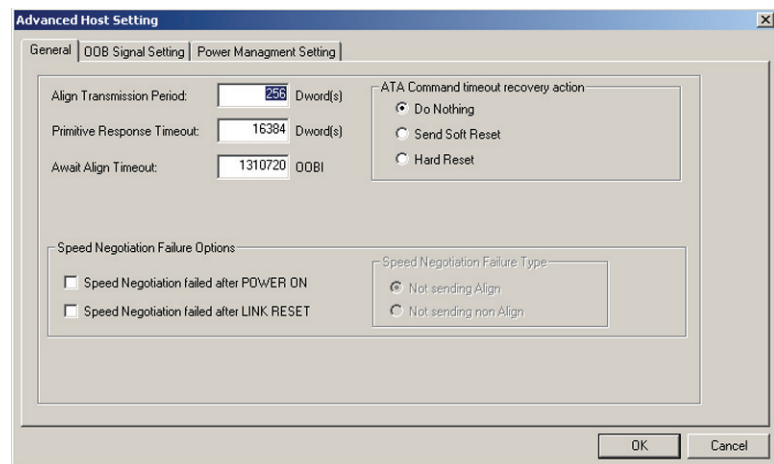 Advanced Host Setting
General
OOB Signal Setting
Power Managment Setting
Align Transmission Period: 256 Dword(s)
Primitive Response Timeout: 16384 Dword(s)
Await Align Timeout: 1310720 OOBI
ATA Command timeout recovery action
Do Nothing
Send Soft Reset
Hard Reset
Speed Negotiation Failure Options
Speed Negotiation failed after POWER ON
Speed Negotiation failed after LINK RESET
Speed Negotiation Failure Type
Not sending Align
Not sending non Align
OK
Cancel